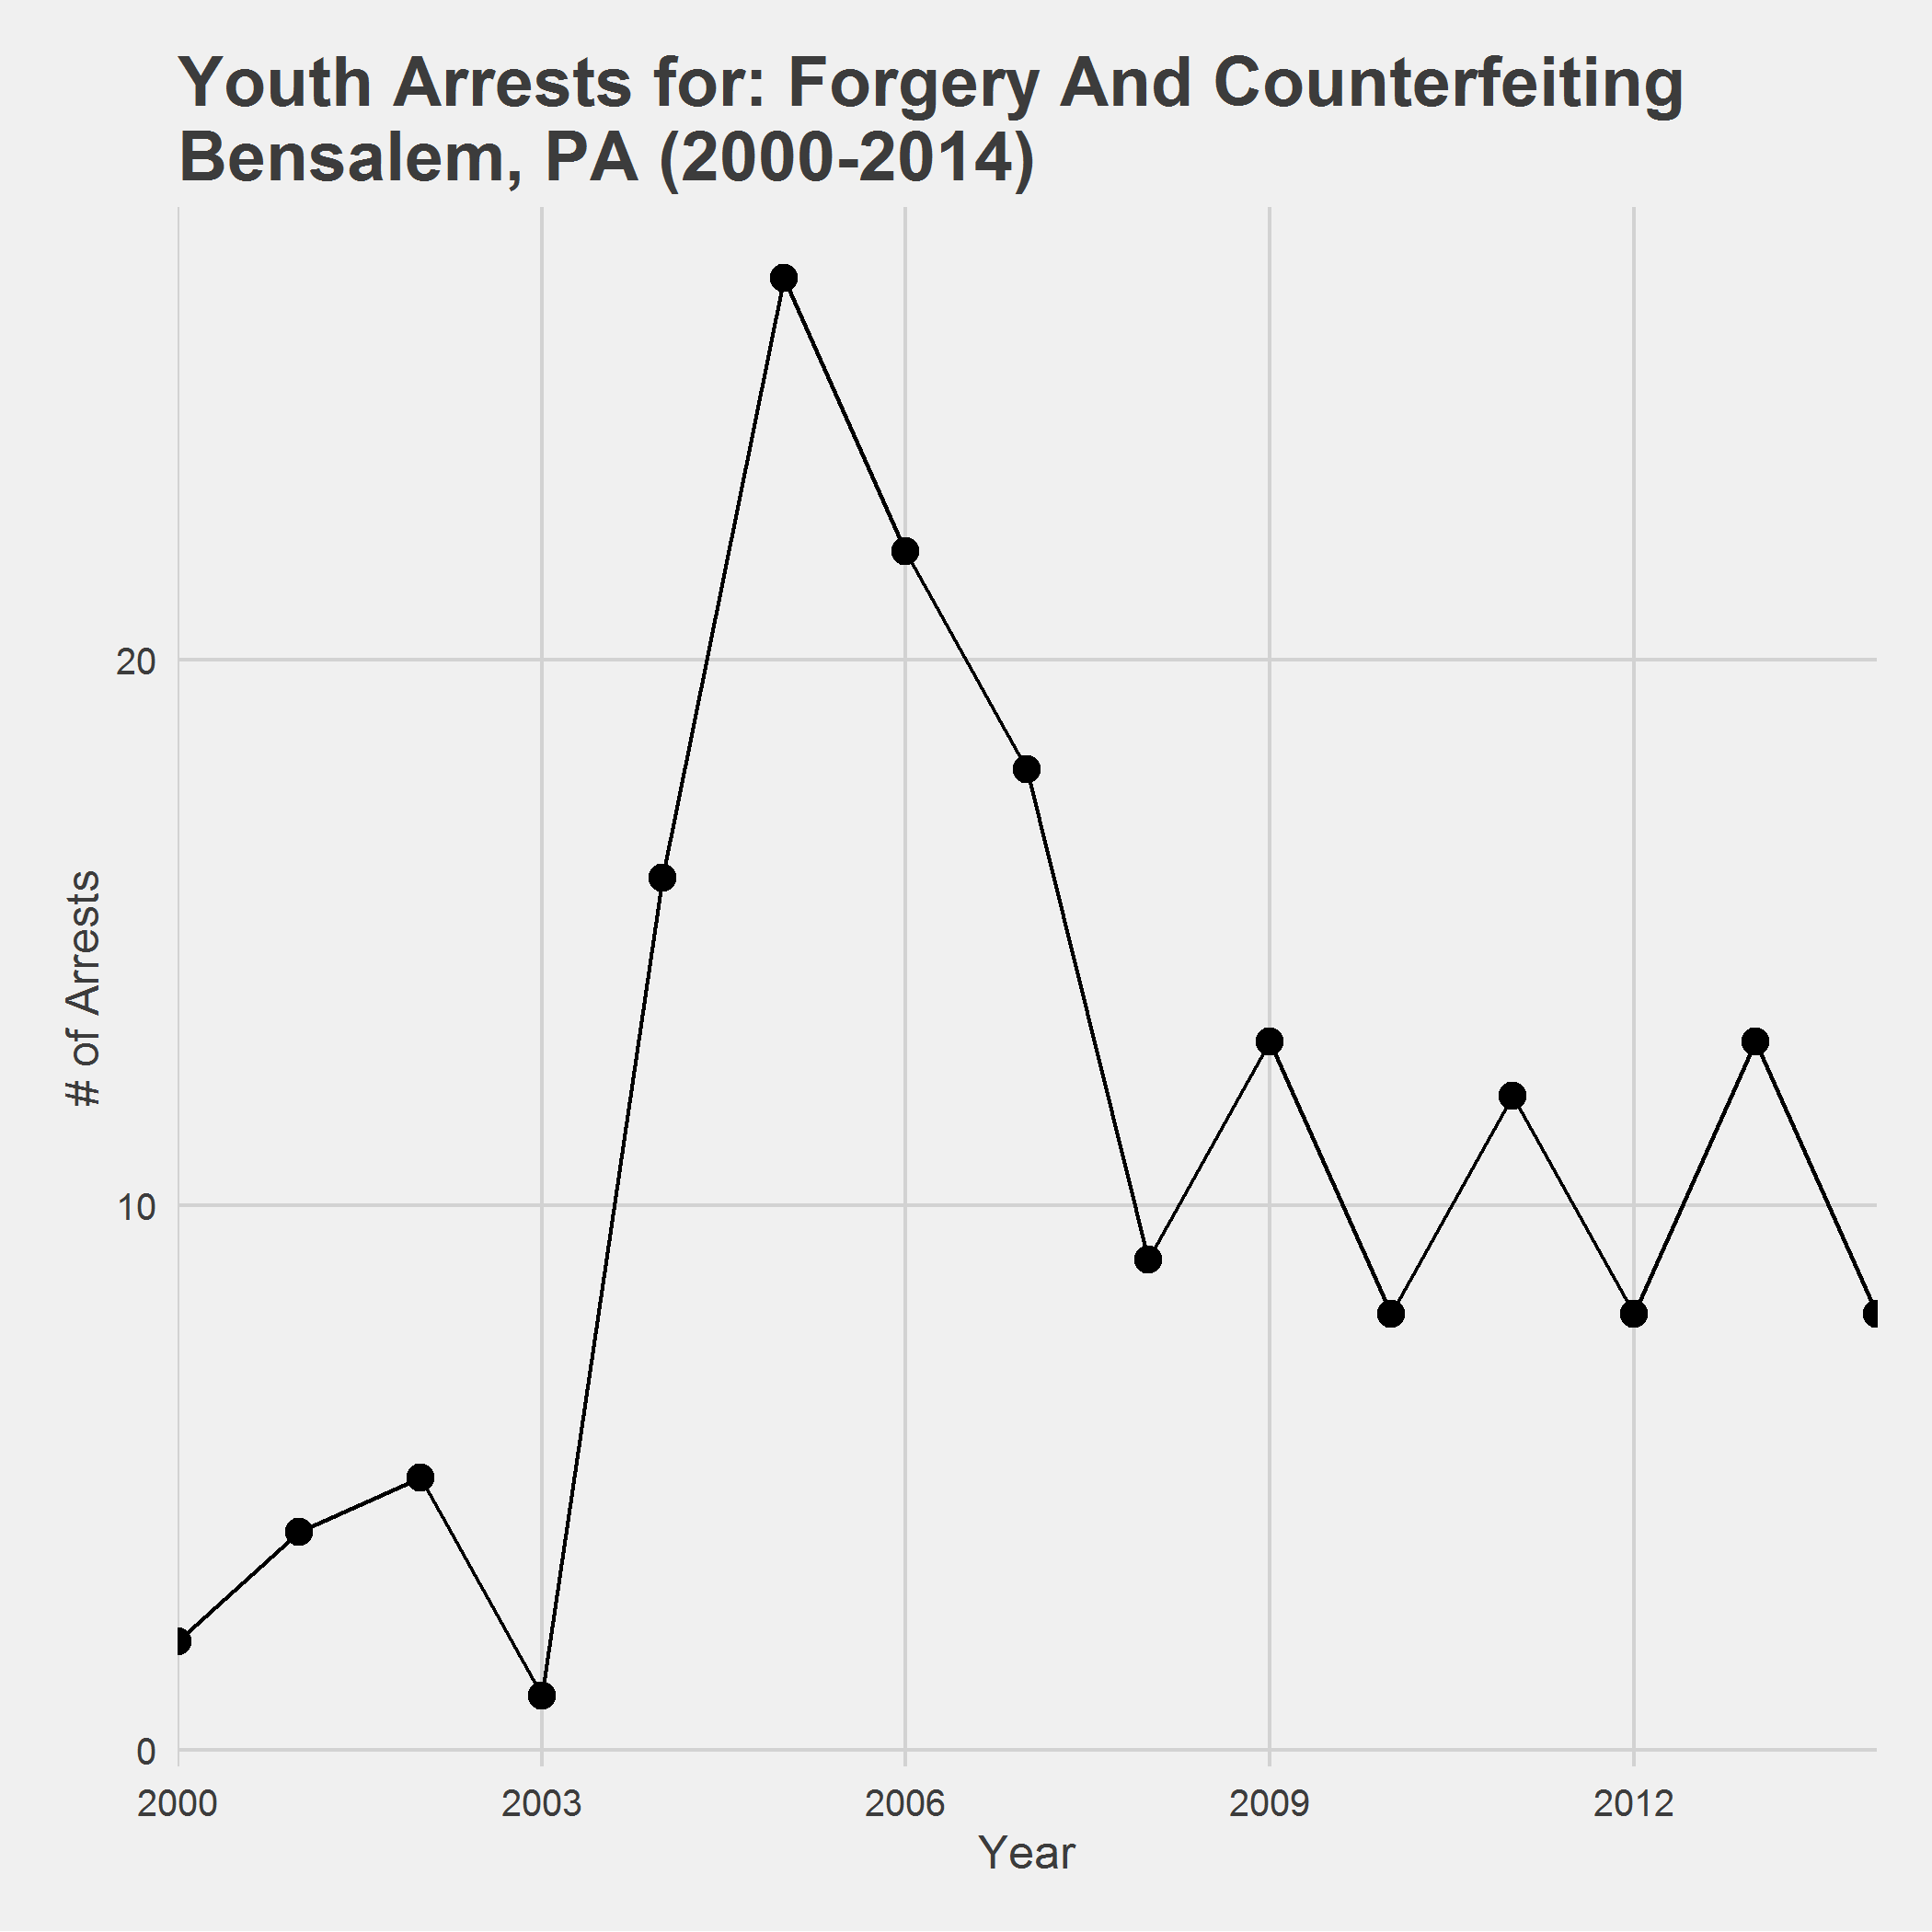 Youth Arrests for: Forgery And Counterfeiting
Bensalem, PA (2000-2014)
# of Arrests
20
10
0
2000 2003 2006 2009 2012
Year